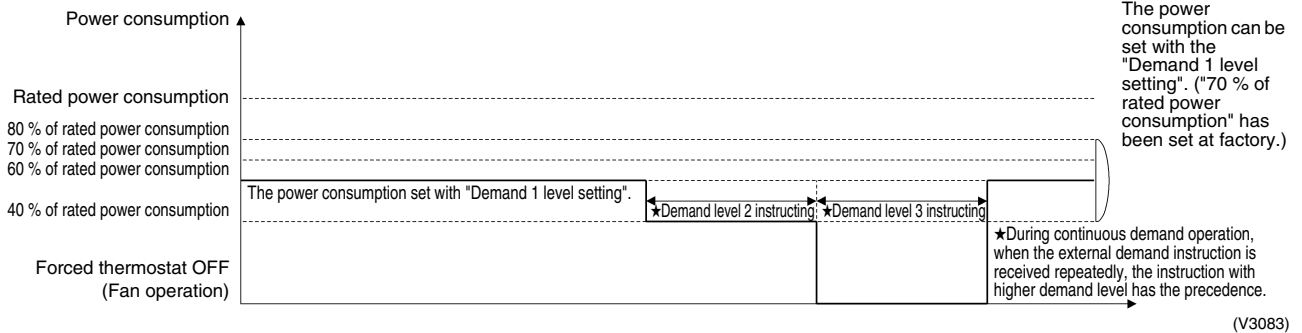 Power consumption
The power
consumption can be
set with the
"Demand 1 level
setting". ("70 % of
rated power
consumption" has
been set at factory.)
Rated power consumption
80 % of rated power consumption
70 % of rated power consumption
60 % of rated power consumption
The power consumption set with "Demand 1 level setting".
40 % of rated power consumption
★Demand level 2 instructing
★Demand level 3 instructing
★During continuous demand operation,
when the external demand instruction is
received repeatedly, the instruction with
higher demand level has the precedence.
Forced thermostat OFF
(Fan operation)
(V3083)